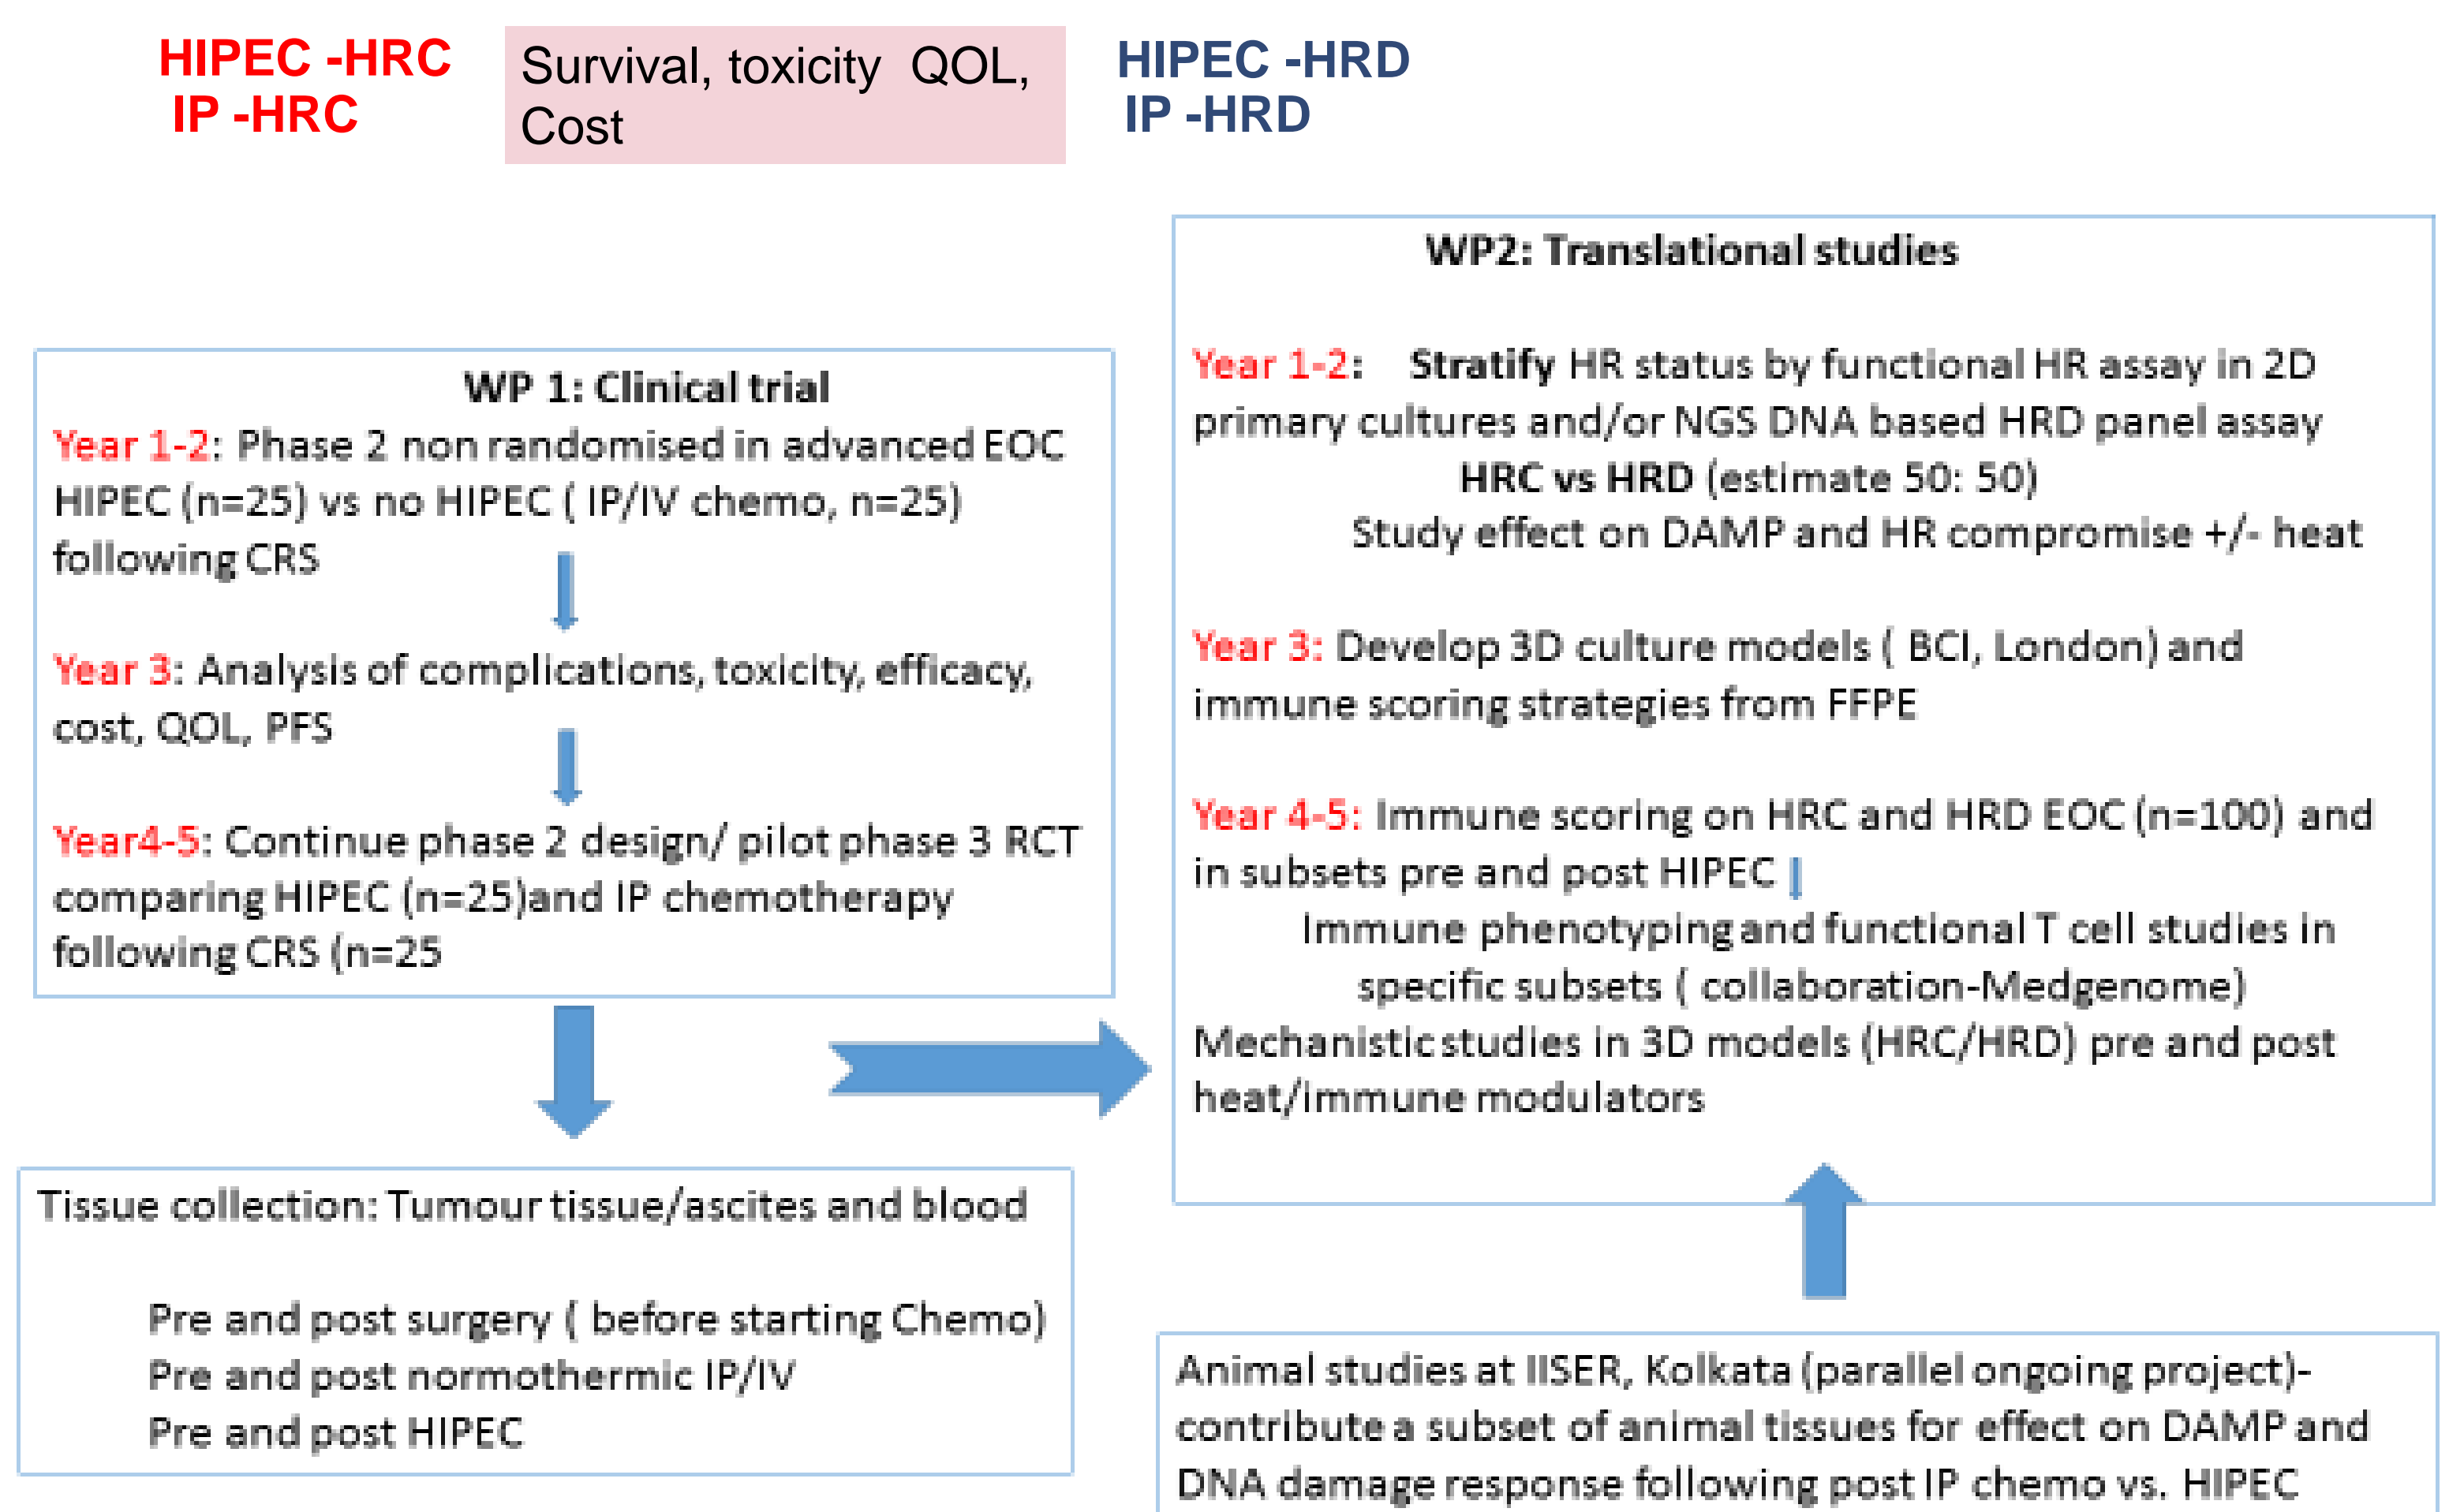 HIPEC -HRC
IP -HRC
Survival, toxicity QOL,
Cost
HIPEC -HRD
IP -HRD
WP 1: Clinical trial
Year 1-2: Phase 2 non randomised in advanced EOC
HIPEC (n=25) vs no HIPEC ( IP/IV chemo, n=25)
following CRS
Year 3: Analysis of complications, toxicity, efficacy,
cost, QOL, PFS
Year4-5: Continue phase 2 design/ pilot phase 3 RCT
comparing HIPEC (n=25)and IP chemotherapy
following CRS (n=25
Tissue collection: Tumour tissue/ascites and blood
Pre and post surgery ( before starting Chemo)
Pre and post normothermic IP/IV
Pre and post HIPEC
WP2: Translational studies
Year 1-2: Stratify HR status by functional HR assay in 2D
primary cultures and/or NGS DNA based HRD panel assay
HRC vs HRD (estimate 50: 50)
Study effect on DAMP and HR compromise +/- heat
Year 3: Develop 3D culture models ( BCI, London) and
immune scoring strategies from FFPE
Year 4-5: Immune scoring on HRC and HRD EOC (n=100) and
in subsets pre and post HIPEC
Immune phenotyping and functional T cell studies in
specific subsets ( collaboration-Medgenome)
Mechanistic studies in 3D models (HRC/HRD) pre and post
heat/immune modulators
Animal studies at IISER, Kolkata (parallel ongoing project)-
contribute a subset of animal tissues for effect on DAMP and
DNA damage response following post IP chemo vs. HIPEC